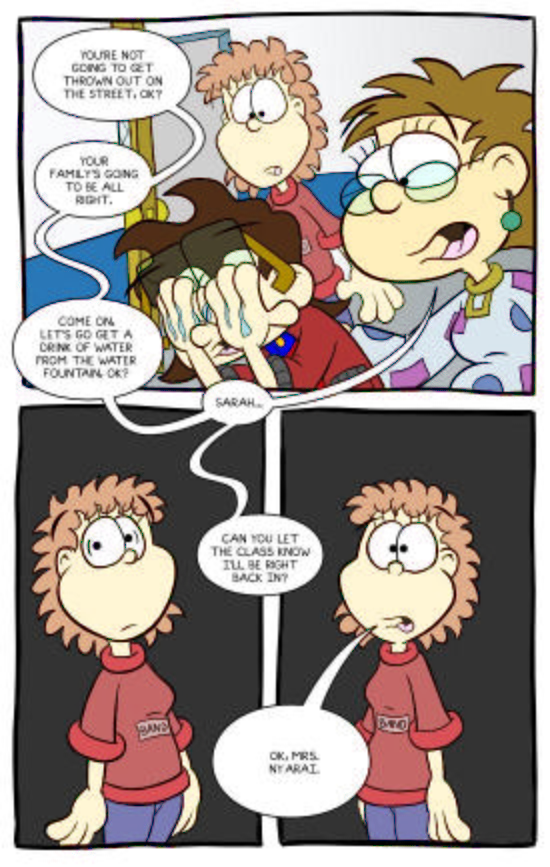 YOU'RE NOT
GOING TO GET
THROWN OUT ON
THE STREET, OK?
YOUR
FAMILY'S GOING
TO BE ALL
RIGHT.
COME ON,
LET'S GO GET A
DRINK OF WATER
FROM THE WATER
FOUNTAIN, OK?
SARAH...
CAN YOU LET
THE CLASS KNOW
I'LL BE RIGHT
BACK IN?
BAND
BAND
OK, MRS.
NYARAI.